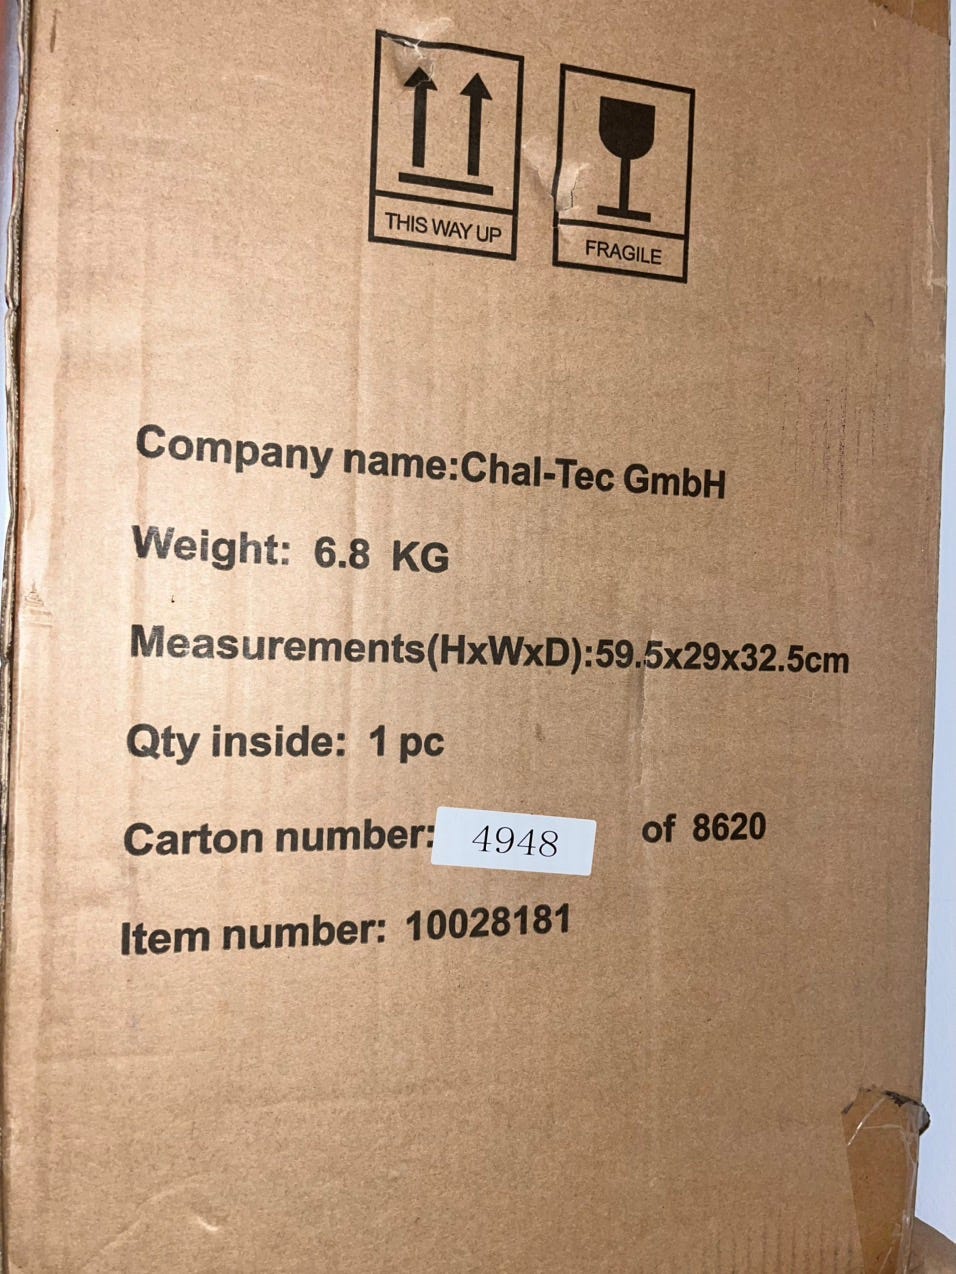 THIS WAY UP
FRAGILE
Company name:Chal-Tec GmbH
Weight: 6.8 KG
Measurements(HxWxD):59.5x29x32.5cm
Qty inside: 1 pc
Carton number: 4948 of 8620
Item number: 10028181